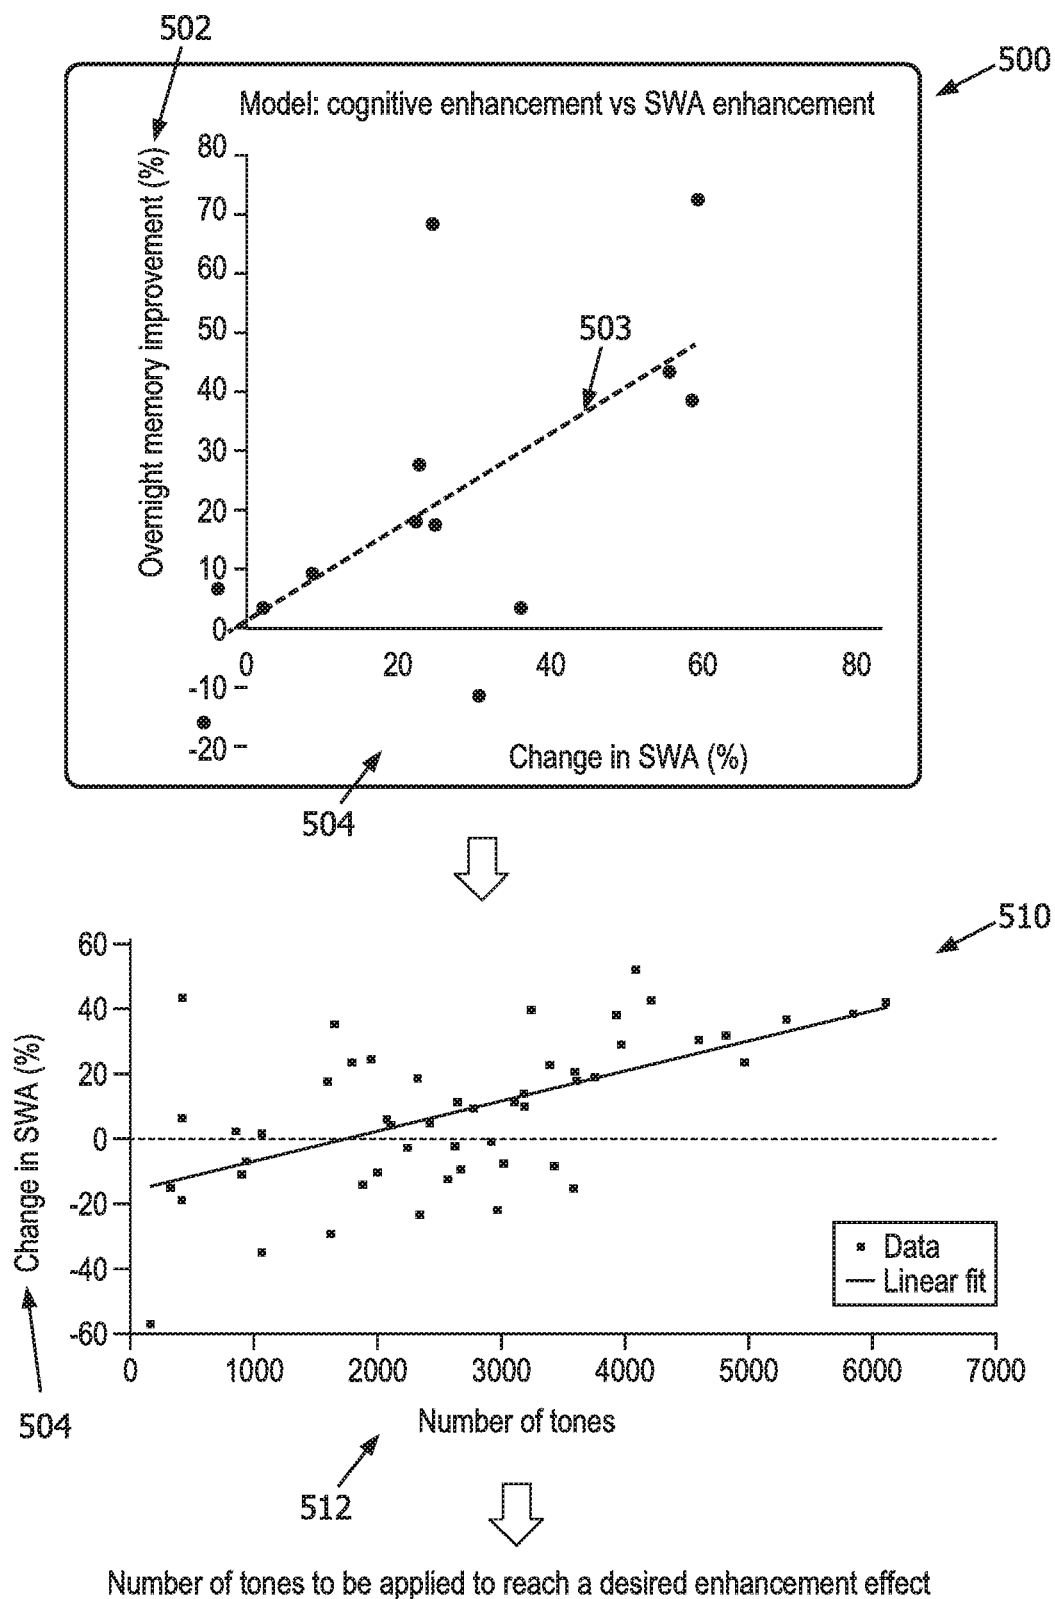 502
500
Model: cognitive enhancement vs SWA enhancement
Overnight memory improvement (%)
80
70
60
50
40
30
20
10
0
-10
-20
503
0 20 40 60 80
Change in SWA (%)
504
510
Change in SWA (%)
60
40
20
0
-20
-40
-60
Data
Linear fit
0 1000 2000 3000 4000 5000 6000 7000
504
Number of tones
512
Number of tones to be applied to reach a desired enhancement effect